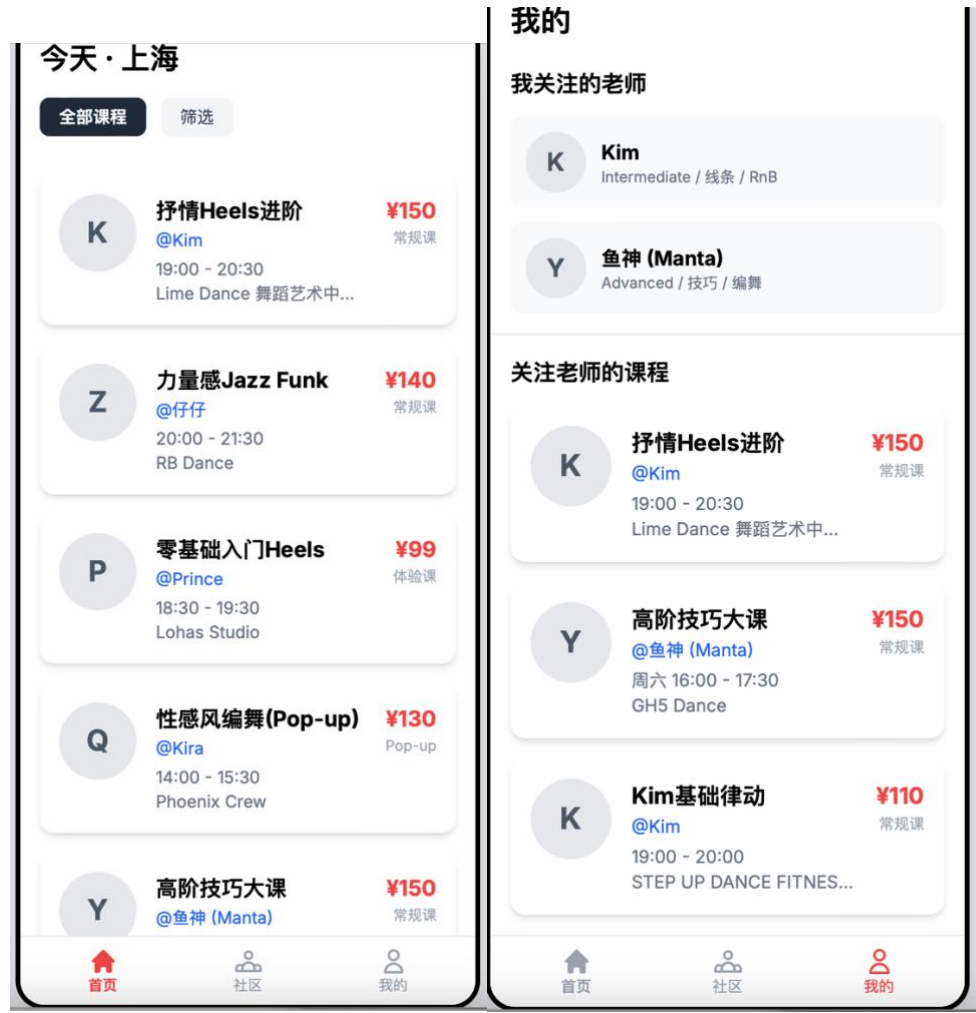 今天 · 上海
全部课程
筛选
K
抒情Heels进阶
¥150
@Kim
常规课
19:00 - 20:30
Lime Dance 舞蹈艺术中...
Z
力量感Jazz Funk
¥140
@仔仔
常规课
20:00 - 21:30
RB Dance
P
零基础入门Heels
¥99
@Prince
体验课
18:30 - 19:30
Lohas Studio
Q
性感风编舞(Pop-up)
¥130
@Kira
Pop-up
14:00 - 15:30
Phoenix Crew
Y
高阶技巧大课
¥150
@鱼神 (Manta)
常规课
首页
社区
我的
我的
我关注的老师
K
Kim
Intermediate / 线条 / RnB
Y
鱼神 (Manta)
Advanced / 技巧 / 编舞
关注老师的课程
K
抒情Heels进阶
¥150
@Kim
常规课
19:00 - 20:30
Lime Dance 舞蹈艺术中...
Y
高阶技巧大课
¥150
@鱼神 (Manta)
常规课
周六 16:00 - 17:30
GH5 Dance
K
Kim基础律动
¥110
@Kim
常规课
19:00 - 20:00
STEP UP DANCE FITNES...
首页
社区
我的